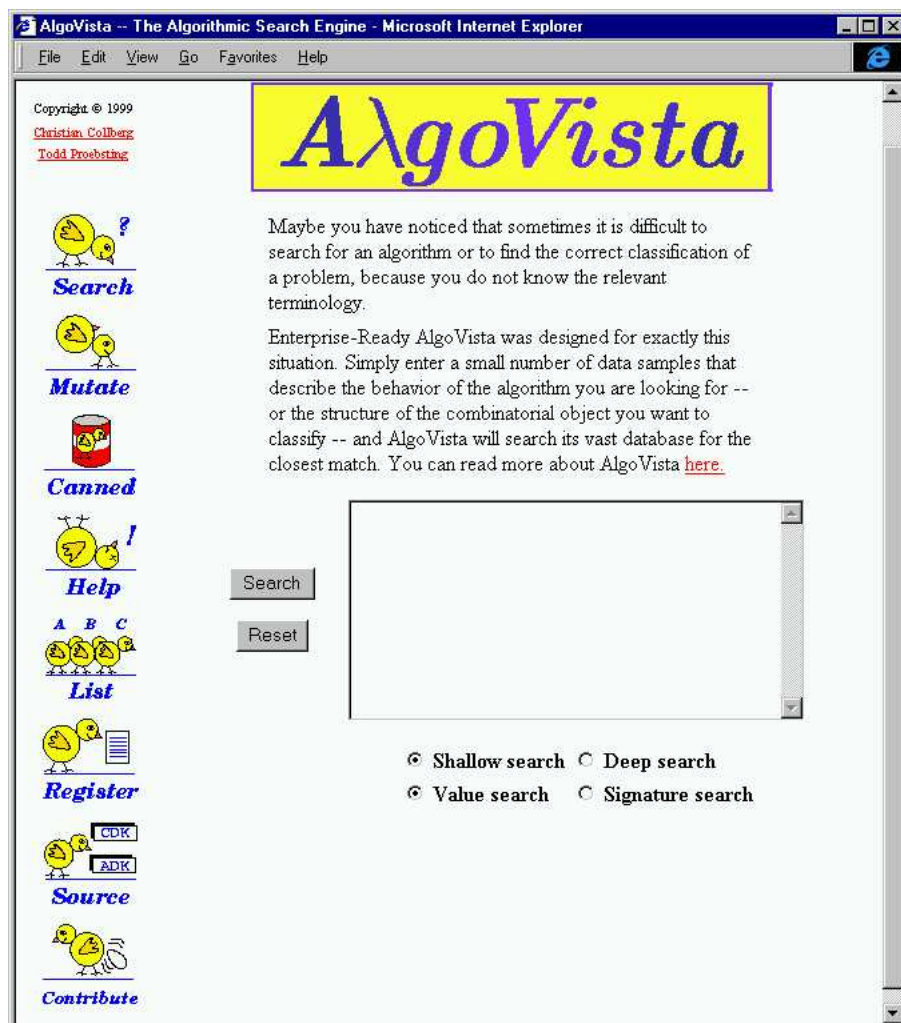 AlgoVista -- The Algorithmic Search Engine - Microsoft Internet Explorer
File Edit View Go Favorites Help
Copyright © 1999
Christian Collberg
Todd Proebsting
AλgoVista
?
Search
Mutate
Canned
!
Help
A B C
List
Register
CDK
ADK
Source
Contribute
Maybe you have noticed that sometimes it is difficult to
search for an algorithm or to find the correct classification of
a problem, because you do not know the relevant
terminology.
Enterprise-Ready AlgoVista was designed for exactly this
situation. Simply enter a small number of data samples that
describe the behavior of the algorithm you are looking for --
or the structure of the combinatorial object you want to
classify -- and AlgoVista will search its vast database for the
closest match. You can read more about AlgoVista here.
Search
Reset
Shallow search Deep search
Value search Signature search